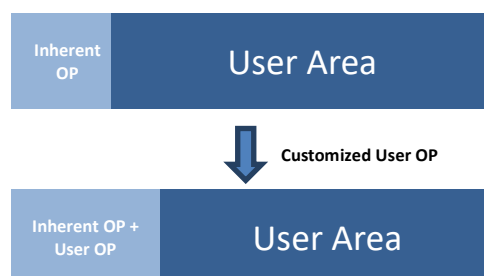 Inherent
OP
User Area
Customized User OP
Inherent OP +
User OP
User Area